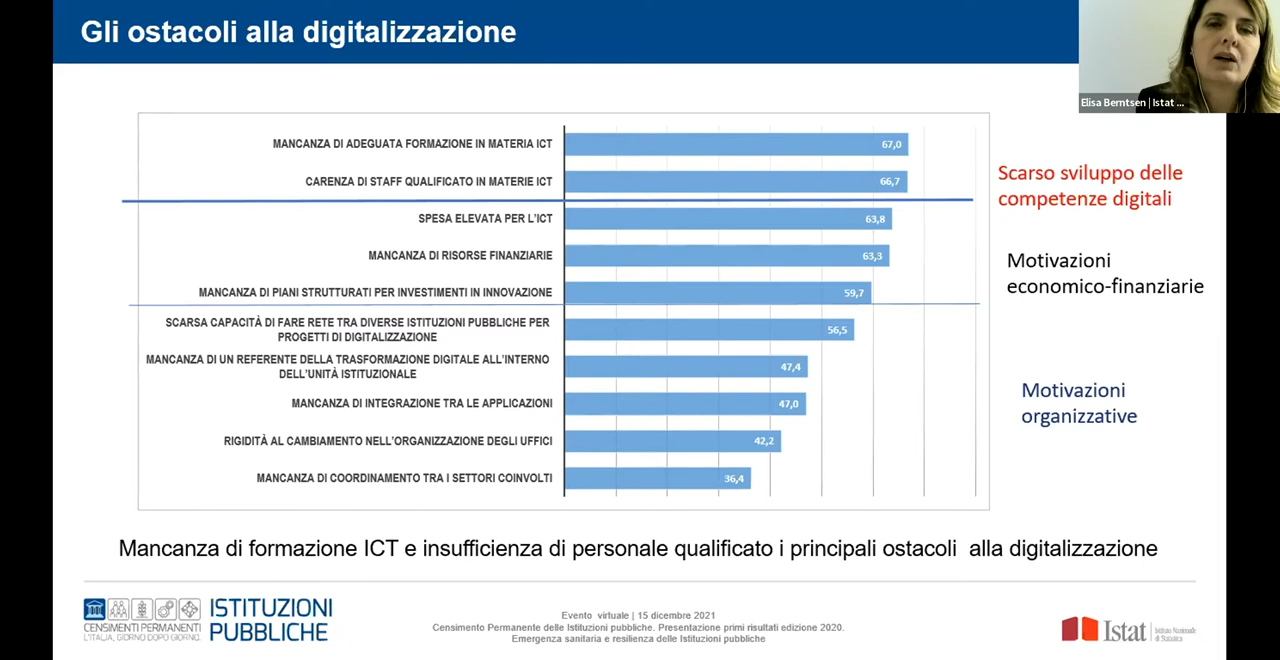 Gli ostacoli alla digitalizzazione
Elisa Berntsen | Istat ...
MANCANZA DI ADEGUATA FORMAZIONE IN MATERIA ICT
67,0
CARENZA DI STAFF QUALIFICATO IN MATERIE ICT
66,7
Scarso sviluppo delle
competenze digitali
SPESA ELEVATA PER L'ICT
63,8
MANCANZA DI RISORSE FINANZIARIE
63,3
MANCANZA DI PIANI STRUTTURATI PER INVESTIMENTI IN INNOVAZIONE
59,7
Motivazioni
economico-finanziarie
SCARSA CAPACITÀ DI FARE RETE TRA DIVERSE ISTITUZIONI PUBBLICHE PER
PROGETTI DI DIGITALIZZAZIONE
56,5
MANCANZA DI UN REFERENTE DELLA TRASFORMAZIONE DIGITALE ALL'INTERNO
DELL'UNITÀ ISTITUZIONALE
47,4
MANCANZA DI INTEGRAZIONE TRA LE APPLICAZIONI
47,0
RIGIDITÀ AL CAMBIAMENTO NELL'ORGANIZZAZIONE DEGLI UFFICI
42,2
MANCANZA DI COORDINAMENTO TRA I SETTORI COINVOLTI
36,4
Motivazioni
organizzative
Mancanza di formazione ICT e insufficienza di personale qualificato i principali ostacoli alla digitalizzazione
CENSIMENTI PERMANENTI
L'ITALIA, GIORNO DOPO GIORNO.
ISTITUZIONI
PUBBLICHE
Evento virtuale | 15 dicembre 2021
Censimento Permanente delle Istituzioni pubbliche. Presentazione primi risultati edizione 2020.
Emergenza sanitaria e resilienza delle Istituzioni pubbliche
Istat
Istituto Nazionale
di Statistica